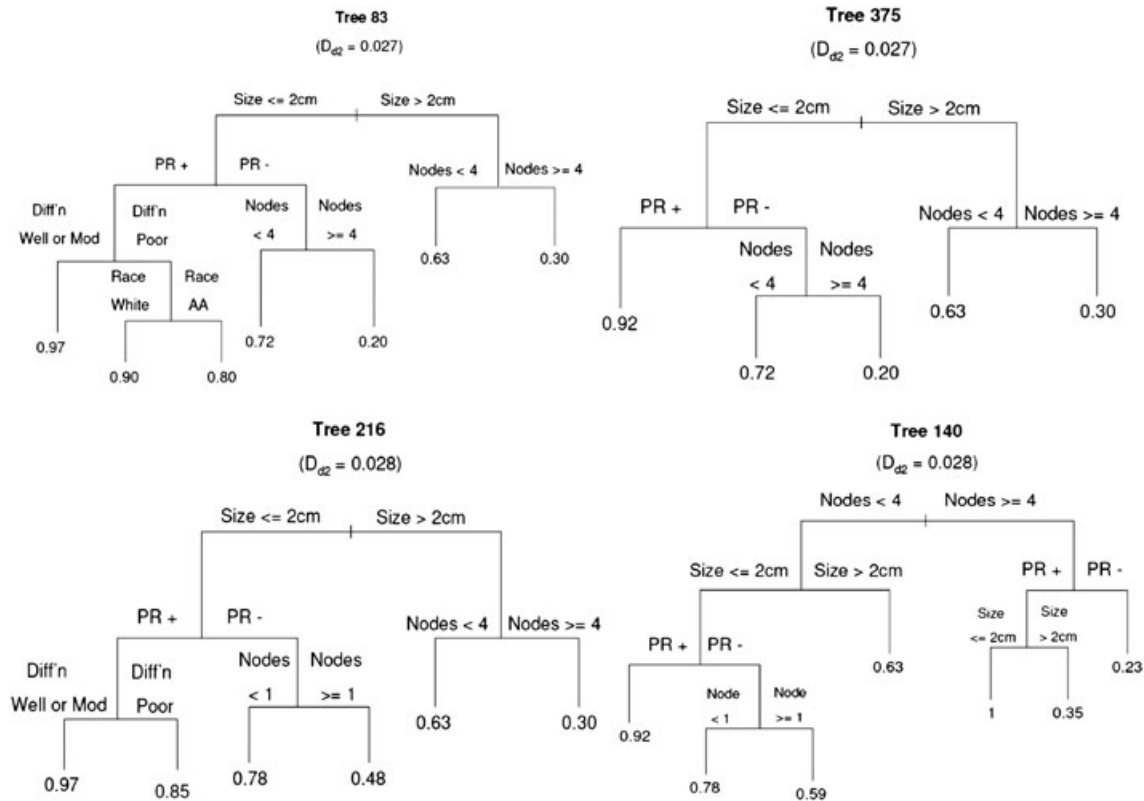 Tree 83
(D_d2 = 0.027)
Size <= 2cm Size > 2cm
PR + PR -
Nodes < 4 Nodes >= 4
Diff'n Diff'n
Well or Mod Poor
Nodes Nodes
< 4 >= 4
0.63 0.30
Race Race
White AA
0.97
0.72 0.20
0.90 0.80
Tree 375
(D_d2 = 0.027)
Size <= 2cm Size > 2cm
PR + PR -
Nodes < 4 Nodes >= 4
Nodes Nodes
< 4 >= 4
0.92
0.63 0.30
0.72 0.20
Tree 216
(D_d2 = 0.028)
Size <= 2cm Size > 2cm
PR + PR -
Nodes < 4 Nodes >= 4
Diff'n Diff'n
Well or Mod Poor
Nodes Nodes
< 1 >= 1
0.63 0.30
0.97 0.85
0.78 0.48
Tree 140
(D_d2 = 0.028)
Nodes < 4 Nodes >= 4
Size <= 2cm Size > 2cm
PR + PR -
Size Size
<= 2cm > 2cm
PR + PR -
0.63
0.23
Node Node
< 1 >= 1
1 0.35
0.92
0.78 0.59